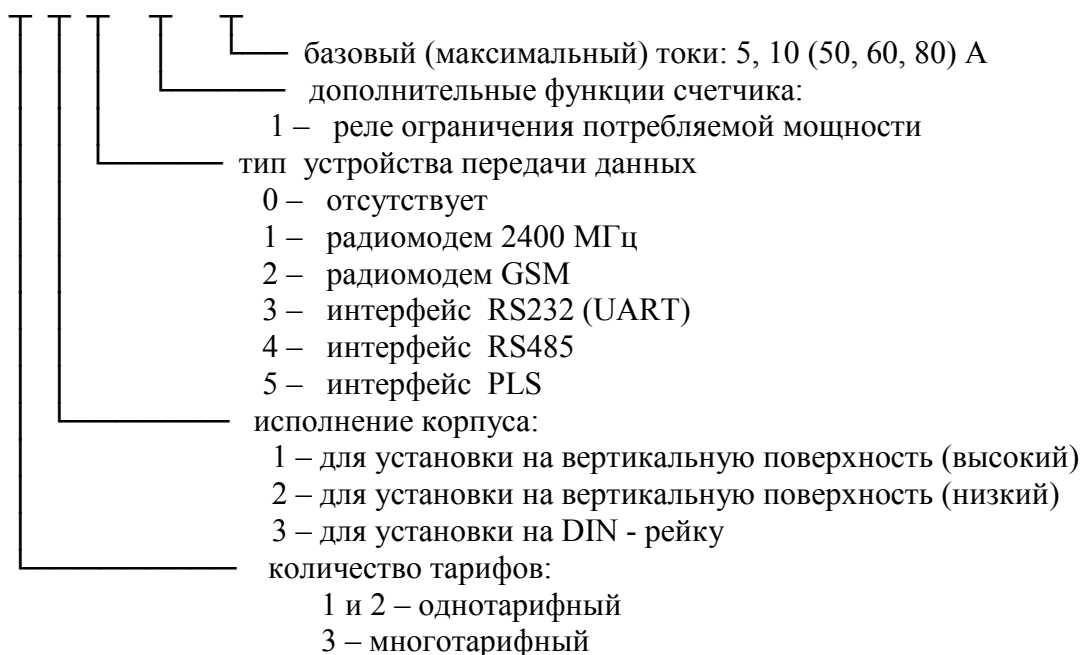 базовый (максимальный) токи: 5, 10 (50, 60, 80) А
дополнительные функции счетчика:
1 – реле ограничения потребляемой мощности
тип устройства передачи данных
0 – отсутствует
1 – радиомодем 2400 МГц
2 – радиомодем GSM
3 – интерфейс RS232 (UART)
4 – интерфейс RS485
5 – интерфейс PLS
исполнение корпуса:
1 – для установки на вертикальную поверхность (высокий)
2 – для установки на вертикальную поверхность (низкий)
3 – для установки на DIN - рейку
количество тарифов:
1 и 2 – однотарифный
3 – многотарифный